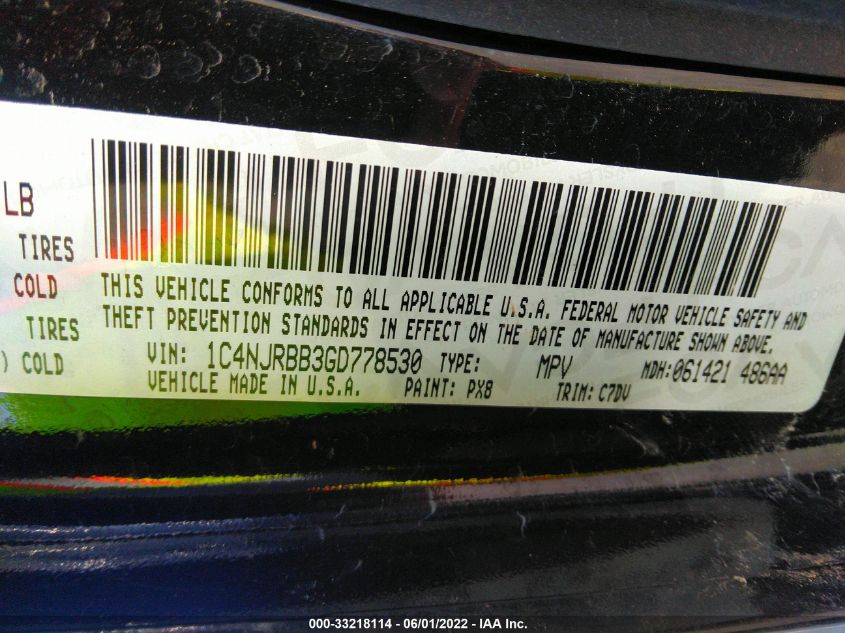 LB
TIRES
COLD
THIS VEHICLE CONFORMS TO ALL APPLICABLE U.S.A. FEDERAL MOTOR VEHICLE SAFETY AND
TIRES
THEFT PREVENTION STANDARDS IN EFFECT ON THE DATE OF MANUFACTURE SHOWN ABOVE.
) COLD
VIN: 1C4NJRBB3GD778530 TYPE: MPV MDH:061421 486AA
VEHICLE MADE IN U.S.A. PAINT: PX8 TRIM: C7DV
000-33218114 - 06/01/2022 - IAA Inc.